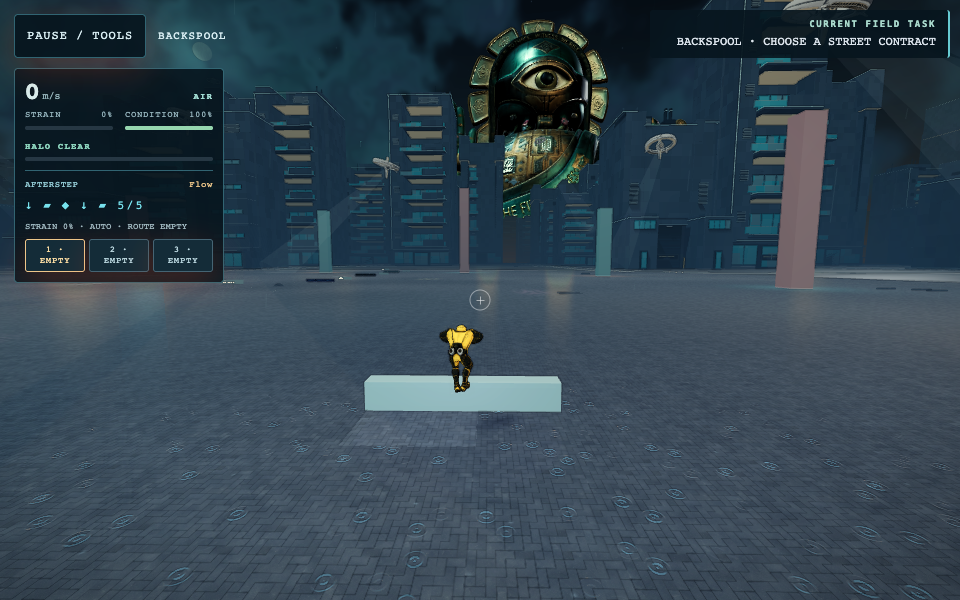 PAUSE / TOOLS
BACKSPOOL
CURRENT FIELD TASK
BACKSPOOL · CHOOSE A STREET CONTRACT
0 m/s
AIR
STRAIN 0%
CONDITION 100%
HALO CLEAR
AFTERSTEP
Flow
5/5
STRAIN 0% · AUTO · ROUTE EMPTY
1 ·
EMPTY
2 ·
EMPTY
3 ·
EMPTY